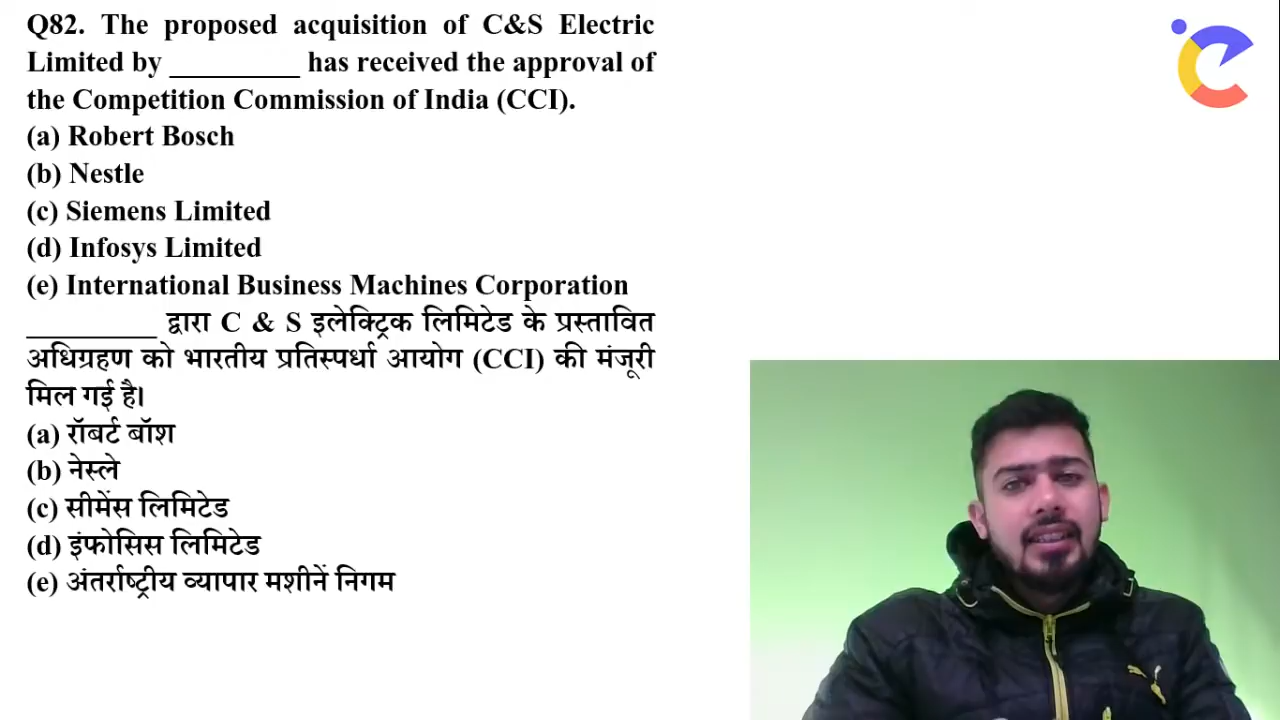 Q82. The proposed acquisition of C&S Electric
Limited by _________ has received the approval of
the Competition Commission of India (CCI).
(a) Robert Bosch
(b) Nestle
(c) Siemens Limited
(d) Infosys Limited
(e) International Business Machines Corporation
_________ द्वारा C & S इलेक्ट्रिक लिमिटेड के प्रस्तावित
अधिग्रहण को भारतीय प्रतिस्पर्धा आयोग (CCI) की मंजूरी
मिल गई है।
(a) रॉबर्ट बॉश
(b) नेस्ले
(c) सीमेंस लिमिटेड
(d) इंफोसिस लिमिटेड
(e) अंतर्राष्ट्रीय व्यापार मशीनें निगम